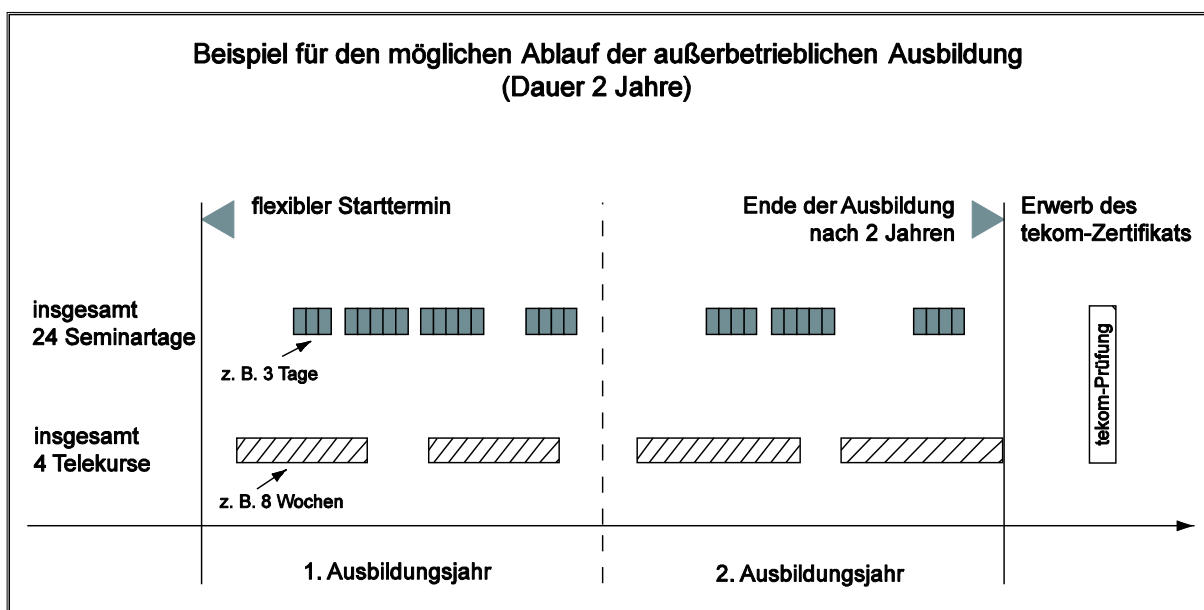 Beispiel für den möglichen Ablauf der außerbetrieblichen Ausbildung
(Dauer 2 Jahre)
flexibler Starttermin
Ende der Ausbildung
nach 2 Jahren
Erwerb des
tekom-Zertifikats
insgesamt
24 Seminartage
z. B. 3 Tage
tekom-Prüfung
insgesamt
4 Telekurse
z. B. 8 Wochen
1. Ausbildungsjahr
2. Ausbildungsjahr